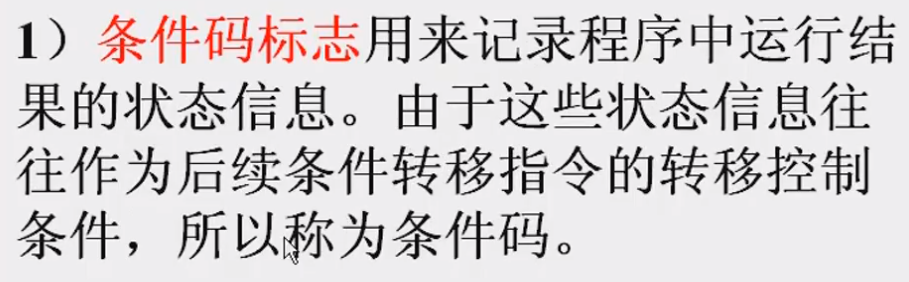 1）条件码标志用来记录程序中运行结
果的状态信息。由于这些状态信息往
往作为后续条件转移指令的转移控制
条件，所以称为条件码。